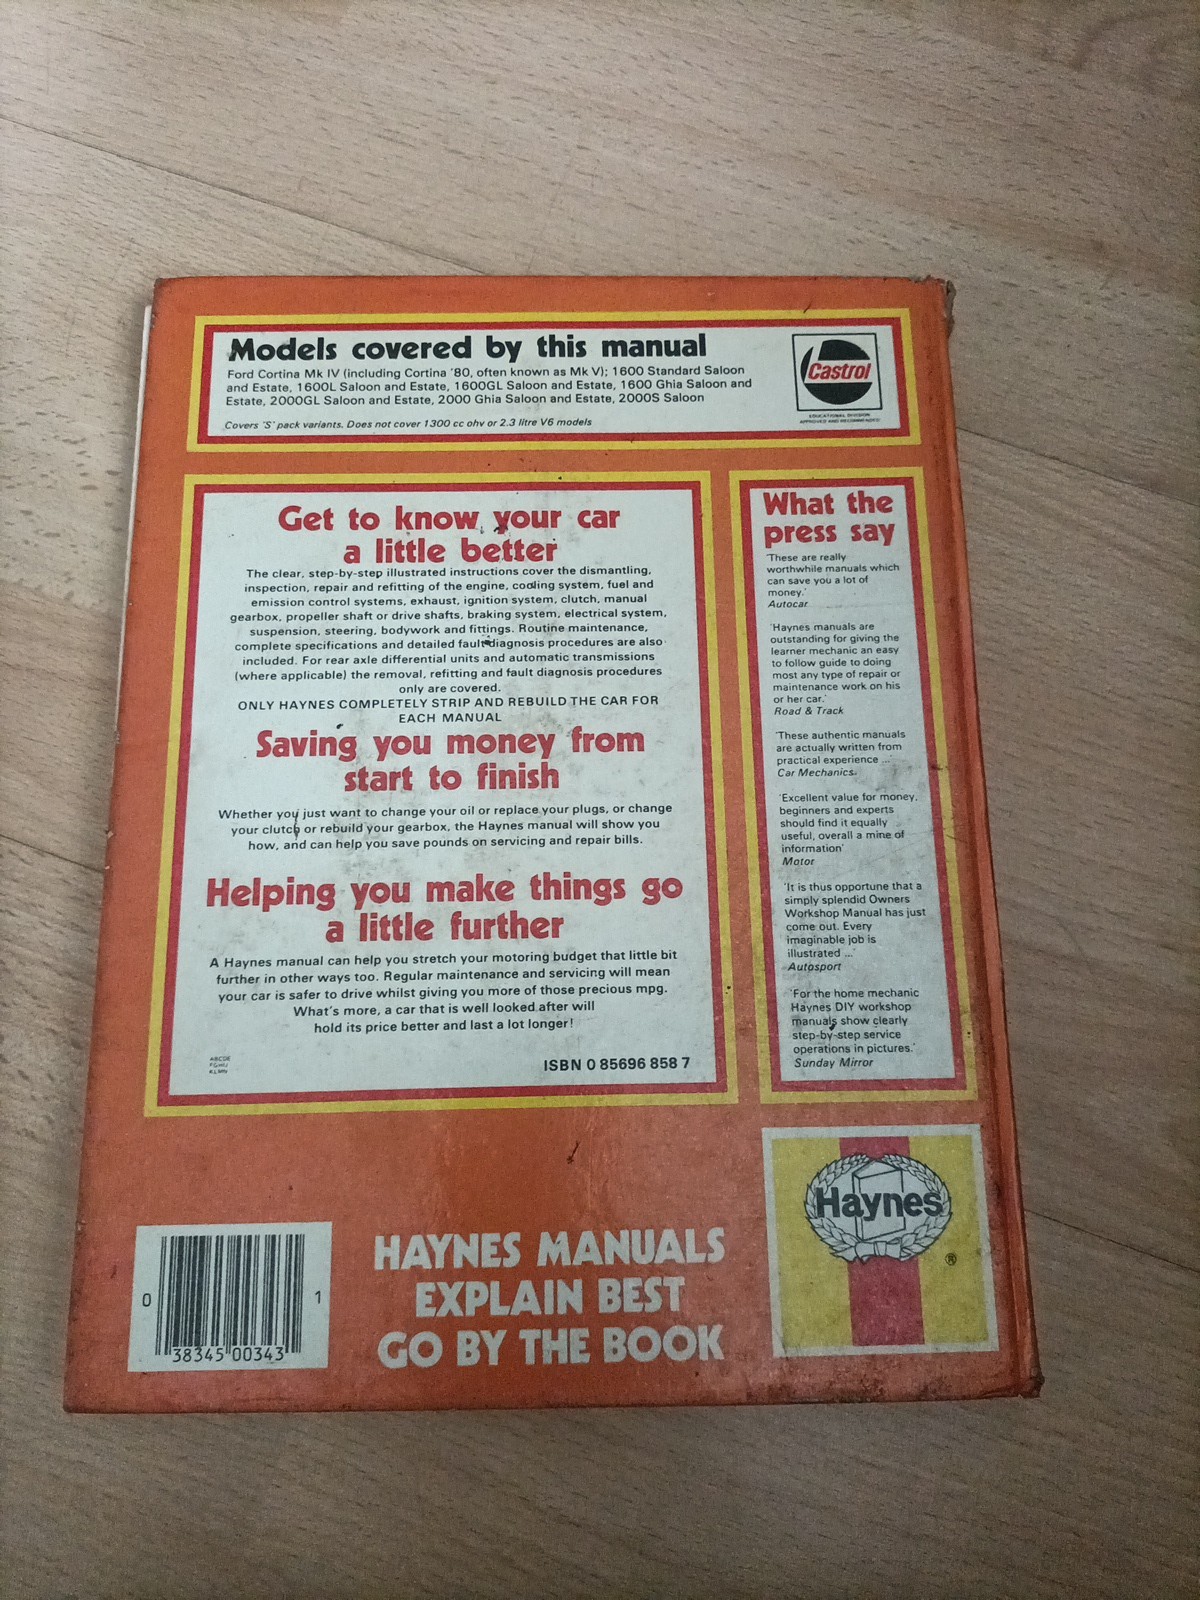 Models covered by this manual
Ford Cortina Mk IV (including Cortina '80, often known as Mk V); 1600 Standard Saloon
and Estate, 1600L Saloon and Estate, 1600GL Saloon and Estate, 1600 Ghia Saloon and
Estate, 2000GL Saloon and Estate, 2000 Ghia Saloon and Estate, 2000S Saloon
Covers 'S' pack variants. Does not cover 1300 cc ohv or 2.3 litre V6 models
Castrol
EDUCATIONAL DIVISION
APPROVED AND RECOMMENDED
Get to know your car
a little better
The clear, step-by-step illustrated instructions cover the dismantling,
inspection, repair and refitting of the engine, cooling system, fuel and
emission control systems, exhaust, ignition system, clutch, manual
gearbox, propeller shaft or drive shafts, braking system, electrical system,
suspension, steering, bodywork and fittings. Routine maintenance,
complete specifications and detailed fault diagnosis procedures are also
included. For rear axle differential units and automatic transmissions
(where applicable) the removal, refitting and fault diagnosis procedures
only are covered.
ONLY HAYNES COMPLETELY STRIP AND REBUILD THE CAR FOR
EACH MANUAL
Saving you money from
start to finish
Whether you just want to change your oil or replace your plugs, or change
your clutch or rebuild your gearbox, the Haynes manual will show you
how, and can help you save pounds on servicing and repair bills.
Helping you make things go
a little further
A Haynes manual can help you stretch your motoring budget that little bit
further in other ways too. Regular maintenance and servicing will mean
your car is safer to drive whilst giving you more of those precious mpg.
What's more, a car that is well looked after will
hold its price better and last a lot longer!
ABCDE
FGHIJ
KLMN
ISBN 0 85696 858 7
What the
press say
'These are really
worthwhile manuals which
can save you a lot of
money.'
Autocar
'Haynes manuals are
outstanding for giving the
learner mechanic an easy
to follow guide to doing
most any type of repair or
maintenance work on his
or her car.'
Road & Track
'These authentic manuals
are actually written from
practical experience ...'
Car Mechanics.
'Excellent value for money,
beginners and experts
should find it equally
useful, overall a mine of
information'
Motor
'It is thus opportune that a
simply splendid Owners
Workshop Manual has just
come out. Every
imaginable job is
illustrated ...'
Autosport
'For the home mechanic
Haynes DIY workshop
manuals show clearly
step-by-step service
operations in pictures.'
Sunday Mirror
Haynes
®
0 38345 00343 1
HAYNES MANUALS
EXPLAIN BEST
GO BY THE BOOK